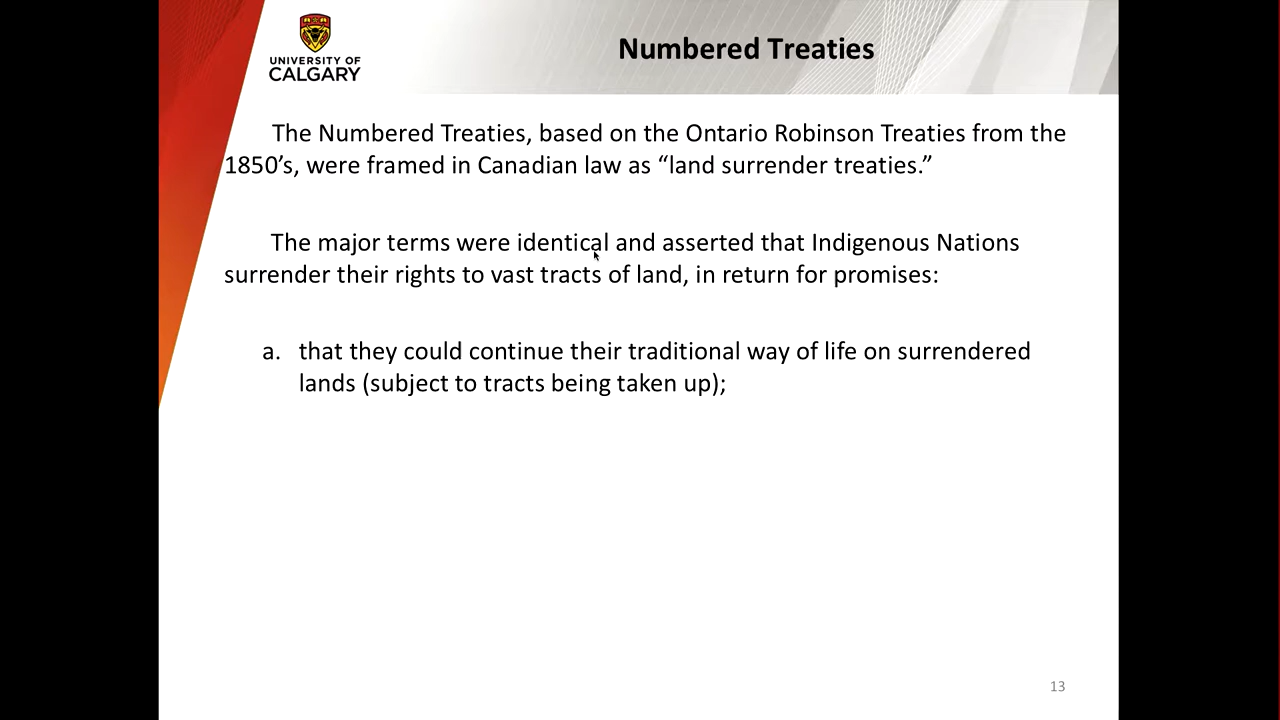 UNIVERSITY OF
CALGARY
Numbered Treaties
The Numbered Treaties, based on the Ontario Robinson Treaties from the
1850’s, were framed in Canadian law as “land surrender treaties.”
The major terms were identical and asserted that Indigenous Nations
surrender their rights to vast tracts of land, in return for promises:
a. that they could continue their traditional way of life on surrendered
lands (subject to tracts being taken up);
13